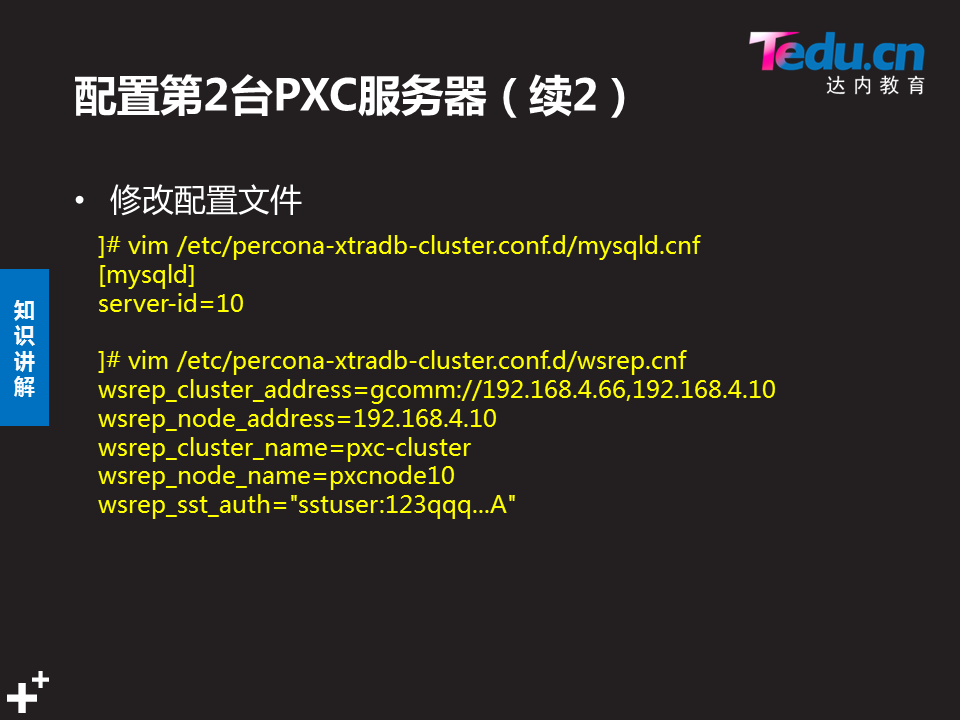 Tedu.cn
达内教育
配置第2台PXC服务器（续2）
• 修改配置文件
]# vim /etc/percona-xtradb-cluster.conf.d/mysqld.cnf
[mysqld]
server-id=10
]# vim /etc/percona-xtradb-cluster.conf.d/wsrep.cnf
wsrep_cluster_address=gcomm://192.168.4.66,192.168.4.10
wsrep_node_address=192.168.4.10
wsrep_cluster_name=pxc-cluster
wsrep_node_name=pxcnode10
wsrep_sst_auth="sstuser:123qqq...A"
知识讲解